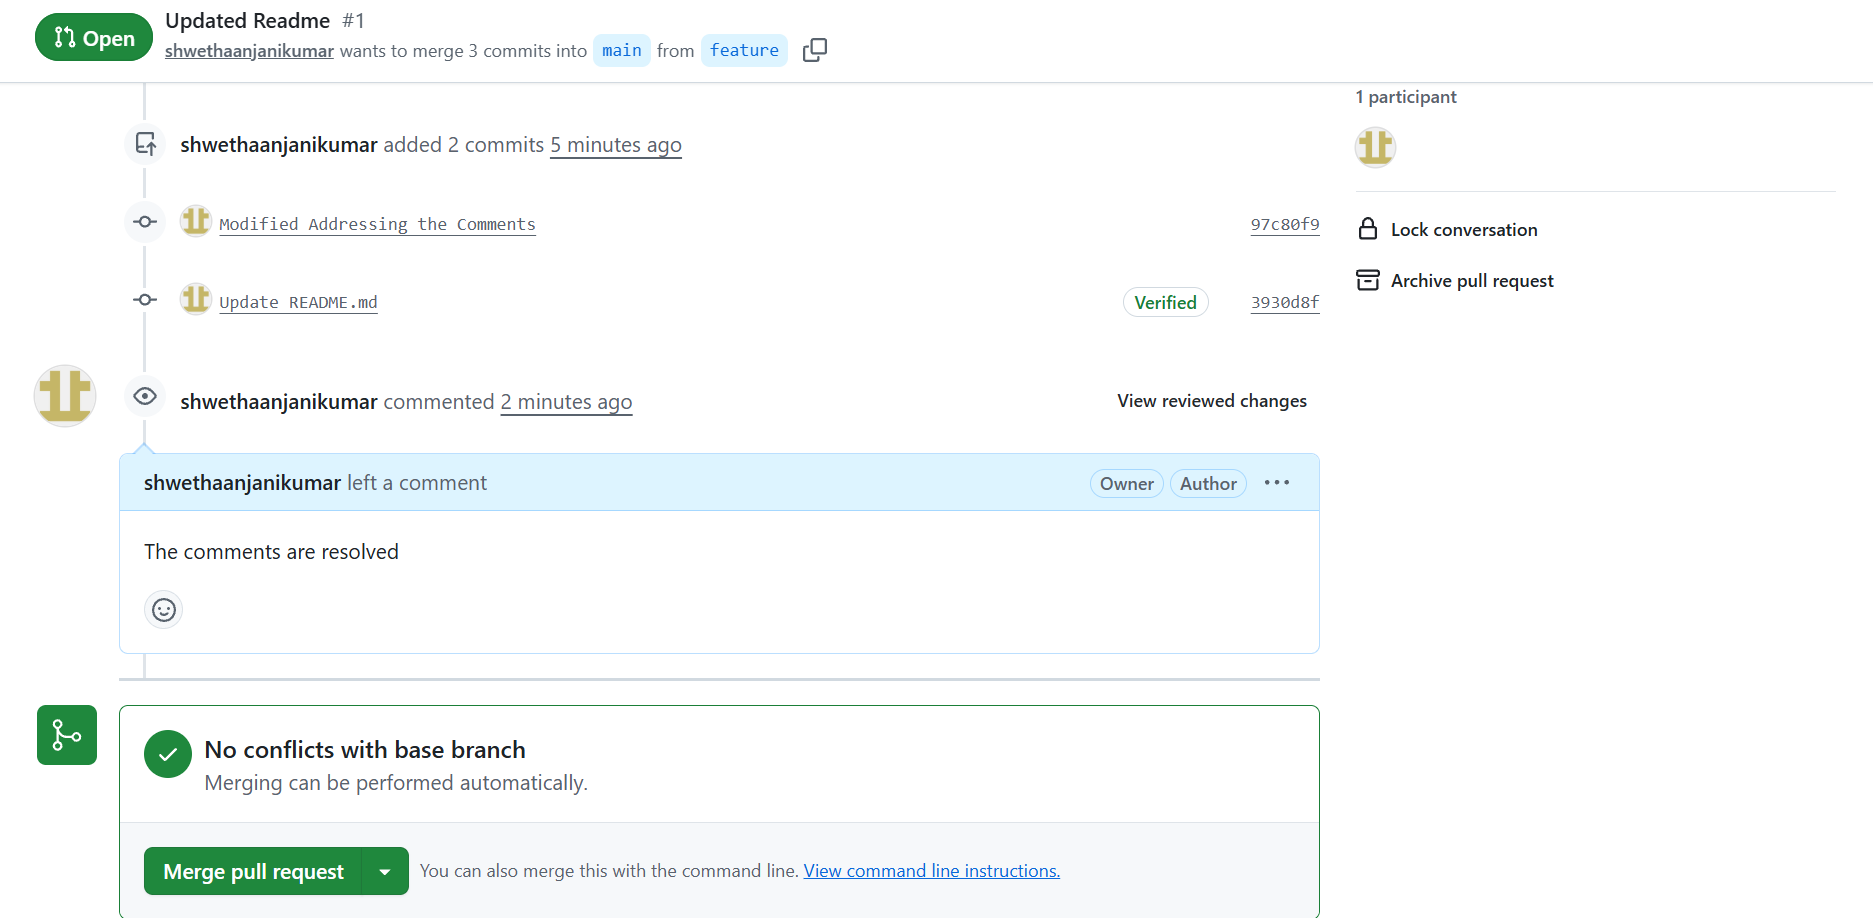 Open
Updated Readme #1
shwethaanjanikumar wants to merge 3 commits into main from feature
1 participant
shwethaanjanikumar added 2 commits 5 minutes ago
Modified Addressing the Comments 97c80f9
Update README.md Verified 3930d8f
Lock conversation
Archive pull request
shwethaanjanikumar commented 2 minutes ago View reviewed changes
shwethaanjanikumar left a comment Owner Author
The comments are resolved
No conflicts with base branch
Merging can be performed automatically.
Merge pull request You can also merge this with the command line. View command line instructions.